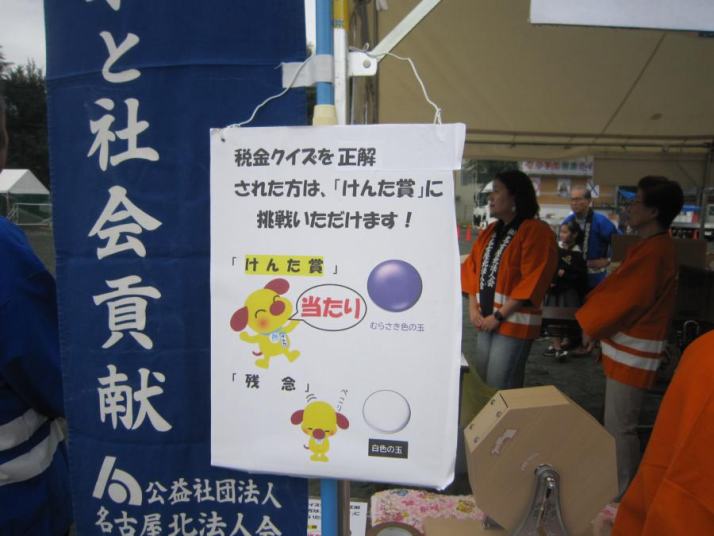 と社会貢献
公益社団法人
名古屋北法人会
税金クイズを正解
された方は、「けんた賞」に
挑戦いただけます!
「けんた賞」
当たり
むらさき色の玉
「残念」
ペコリ
白色の玉